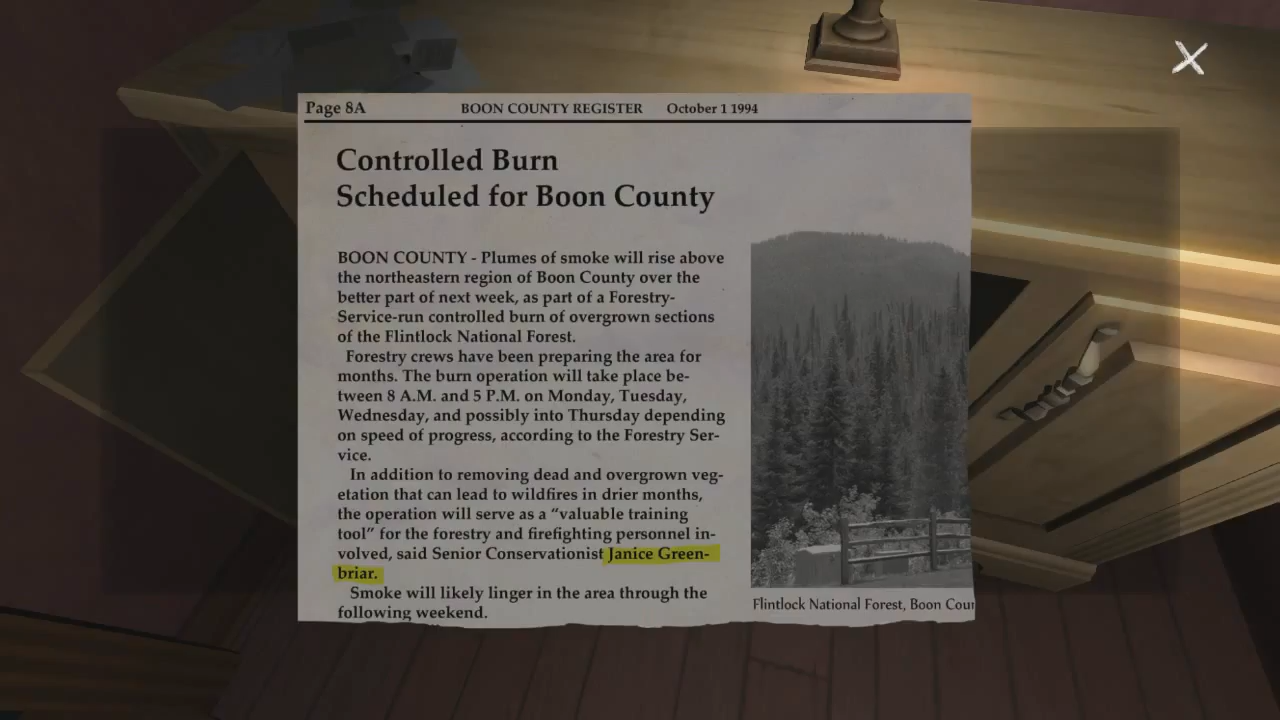 Page 8A BOON COUNTY REGISTER October 1 1994
Controlled Burn
Scheduled for Boon County
BOON COUNTY - Plumes of smoke will rise above
the northeastern region of Boon County over the
better part of next week, as part of a Forestry-
Service-run controlled burn of overgrown sections
of the Flintlock National Forest.
Forestry crews have been preparing the area for
months. The burn operation will take place be-
tween 8 A.M. and 5 P.M. on Monday, Tuesday,
Wednesday, and possibly into Thursday depending
on speed of progress, according to the Forestry Ser-
vice.
In addition to removing dead and overgrown veg-
etation that can lead to wildfires in drier months,
the operation will serve as a “valuable training
tool” for the forestry and firefighting personnel in-
volved, said Senior Conservationist Janice Green-
briar.
Smoke will likely linger in the area through the
following weekend.
Flintlock National Forest, Boon Coun